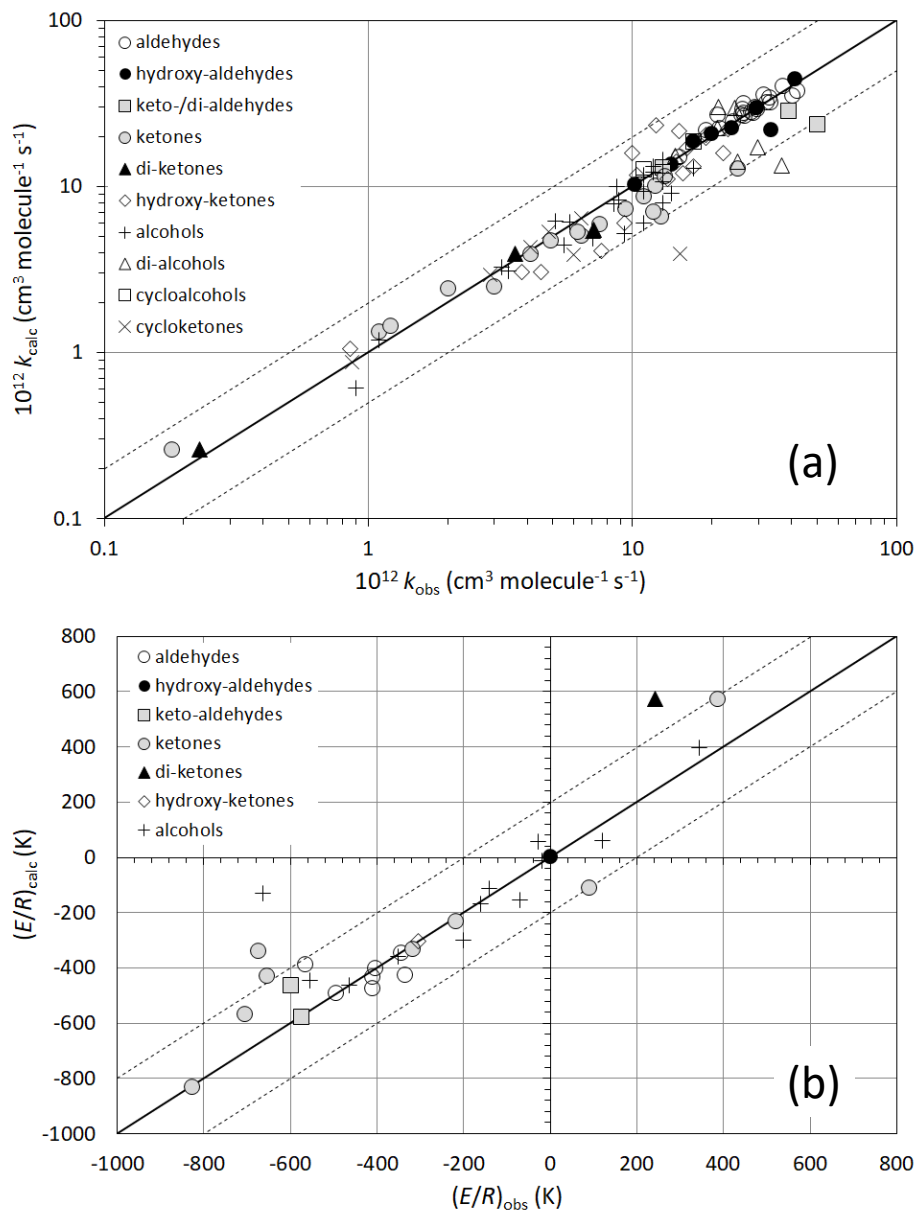 100
10
1
0.1
10¹² k_calc (cm³ molecule⁻¹ s⁻¹)
aldehydes
hydroxy-aldehydes
keto-/di-aldehydes
ketones
di-ketones
hydroxy-ketones
alcohols
di-alcohols
cycloalcohols
cycloketones
(a)
0.1 1 10 100
10¹² k_obs (cm³ molecule⁻¹ s⁻¹)
800
600
400
200
0
-200
-400
-600
-800
-1000
(E/R)_calc (K)
aldehydes
hydroxy-aldehydes
keto-aldehydes
ketones
di-ketones
hydroxy-ketones
alcohols
(b)
-1000 -800 -600 -400 -200 0 200 400 600 800
(E/R)_obs (K)